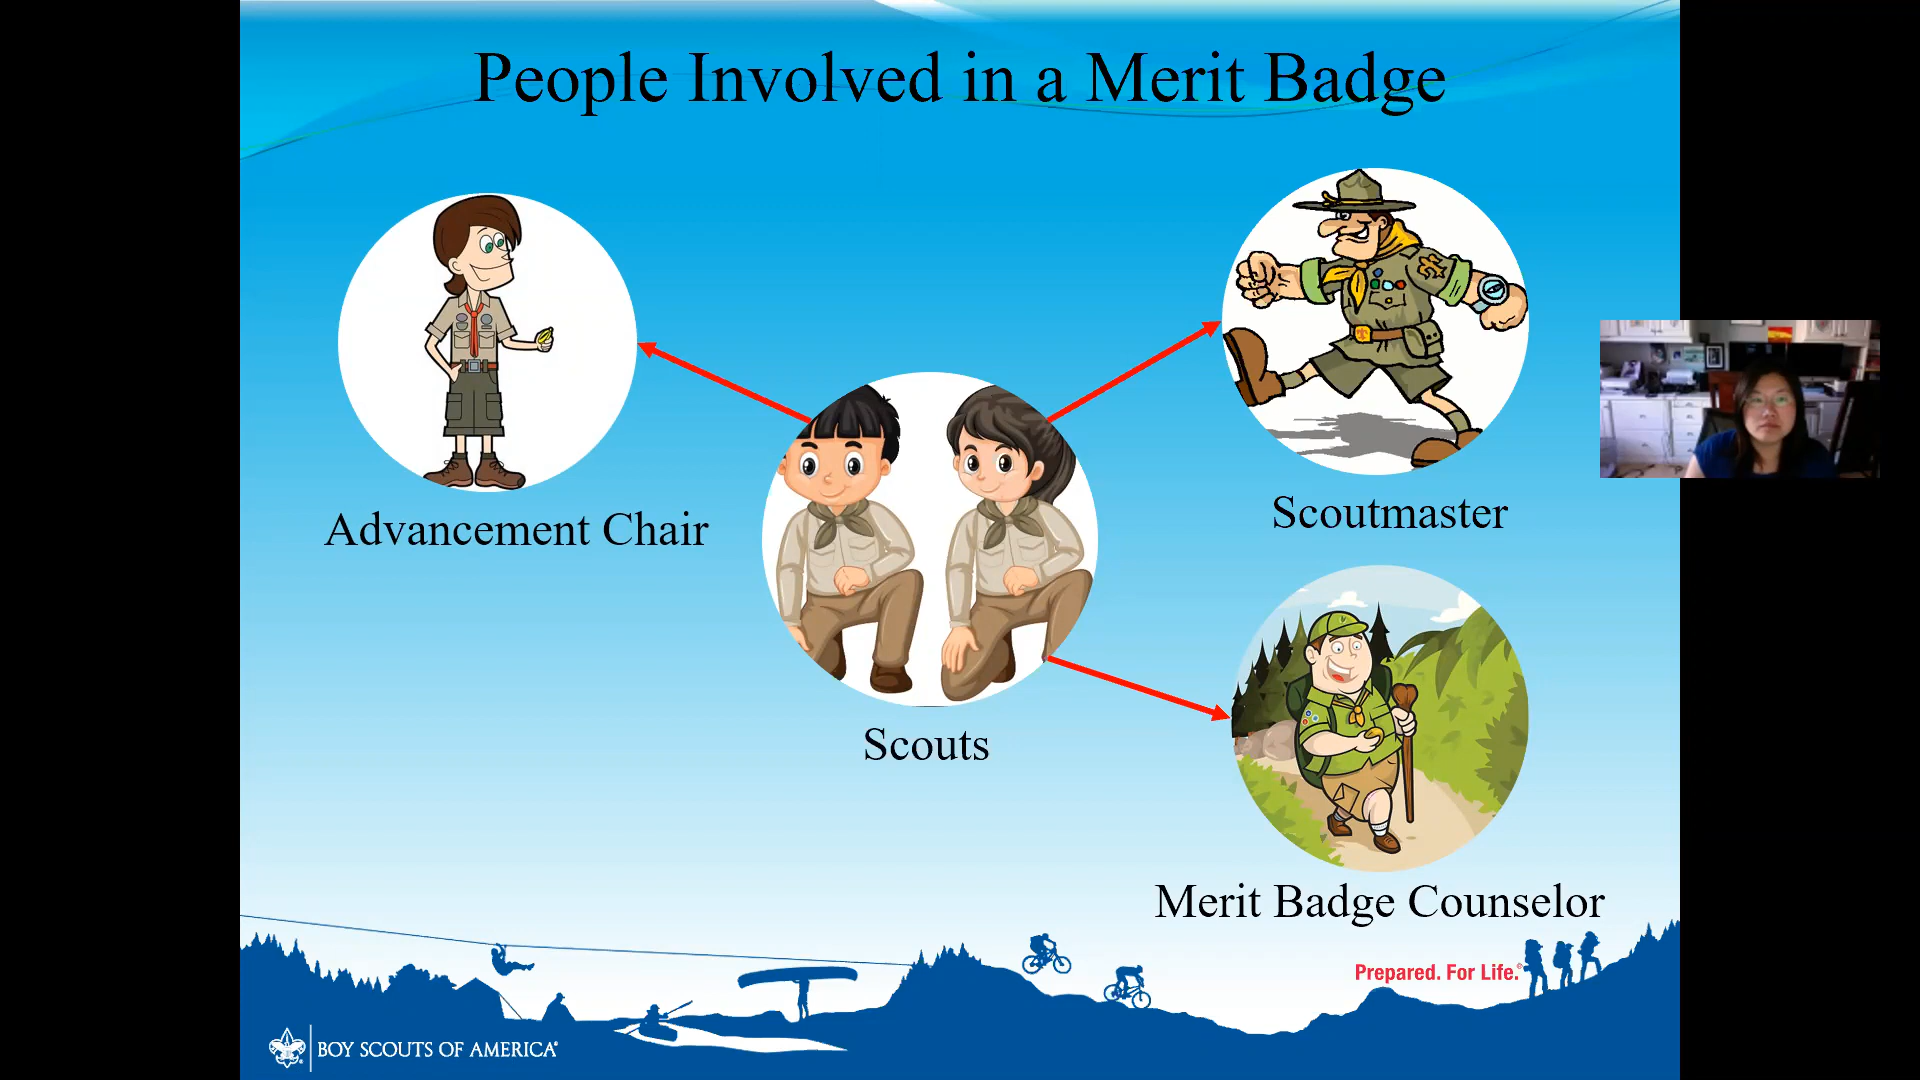 People Involved in a Merit Badge
Advancement Chair
Scoutmaster
Scouts
Merit Badge Counselor
Prepared. For Life.®
BOY SCOUTS OF AMERICA®